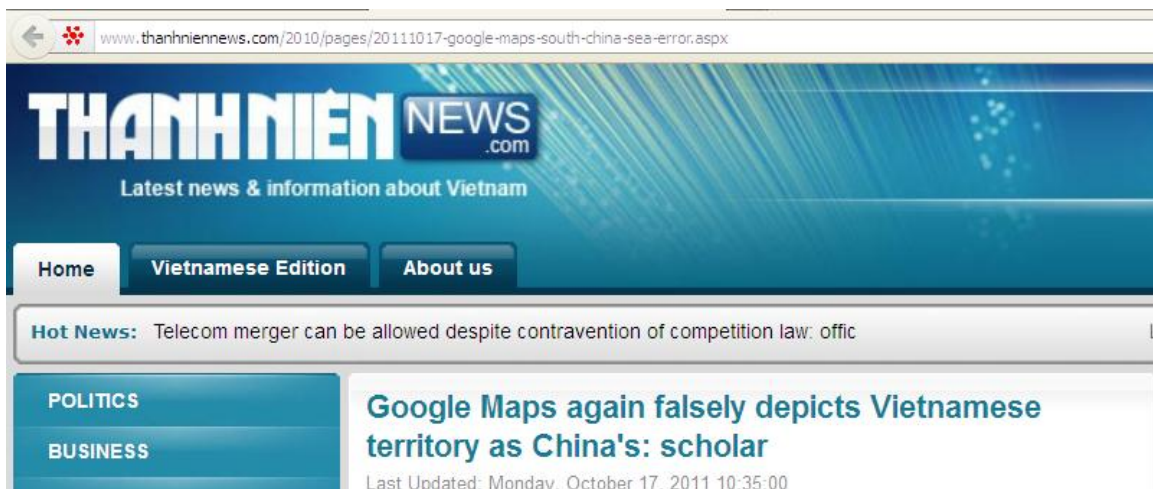 www.thanhniennews.com/2010/pages/20111017-google-maps-south-china-sea-error.aspx
THANH NIÊN NEWS .com
Latest news & information about Vietnam
Home Vietnamese Edition About us
Hot News: Telecom merger can be allowed despite contravention of competition law: offic
POLITICS
BUSINESS
Google Maps again falsely depicts Vietnamese
territory as China's: scholar
Last Updated: Monday, October 17, 2011 10:35:00